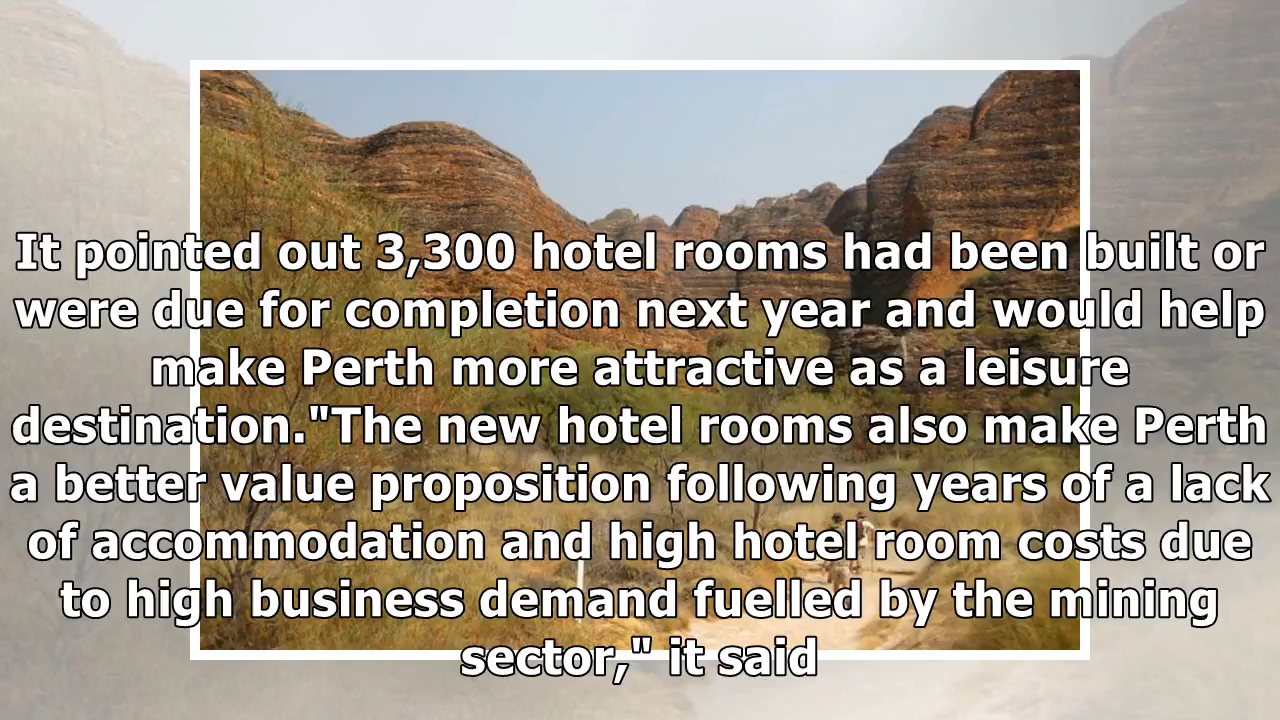 It pointed out 3,300 hotel rooms had been built or
were due for completion next year and would help
make Perth more attractive as a leisure
destination."The new hotel rooms also make Perth
a better value proposition following years of a lack
of accommodation and high hotel room costs due
to high business demand fuelled by the mining
sector," it said